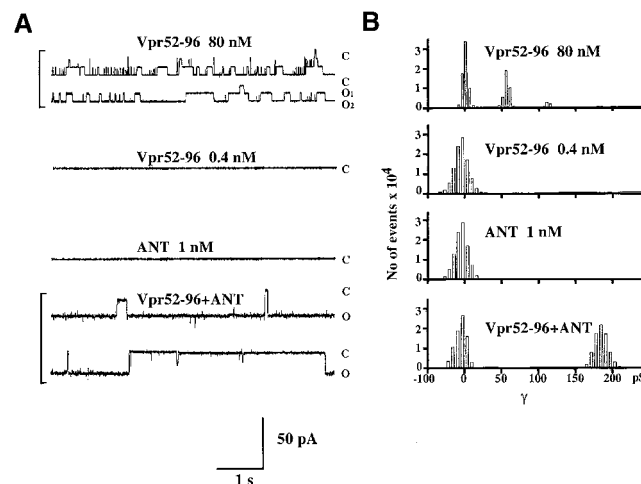 A
Vpr52-96 80 nM
C
C
O1
O2
Vpr52-96 0.4 nM
C
ANT 1 nM
C
Vpr52-96+ANT
C
O
C
O
50 pA
1 s
B
No of events x 10⁴
3
2
1
0
Vpr52-96 80 nM
3
2
1
0
Vpr52-96 0.4 nM
3
2
1
0
ANT 1 nM
3
2
1
0
Vpr52-96+ANT
-100 0 50 100 200 pS
γ